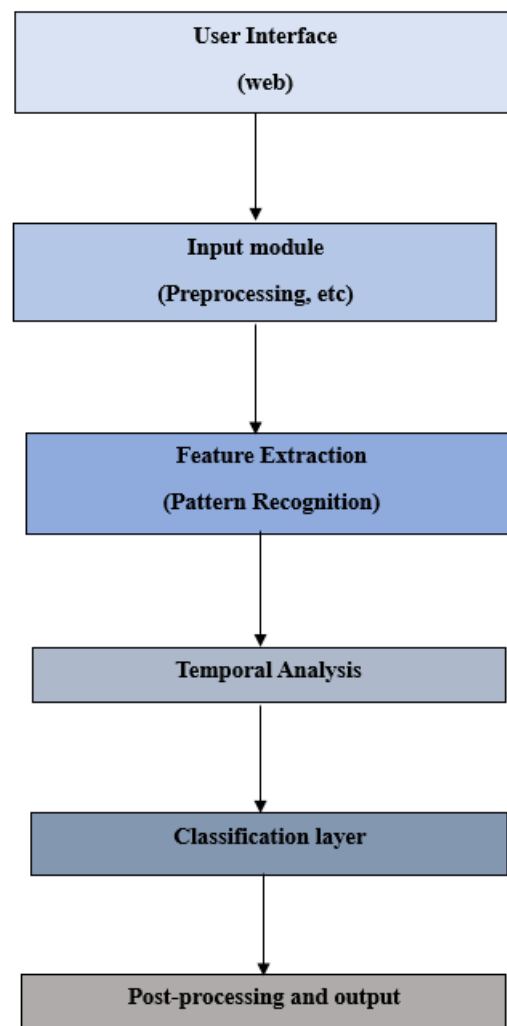 User Interface
(web)
Input module
(Preprocessing, etc)
Feature Extraction
(Pattern Recognition)
Temporal Analysis
Classification layer
Post-processing and output